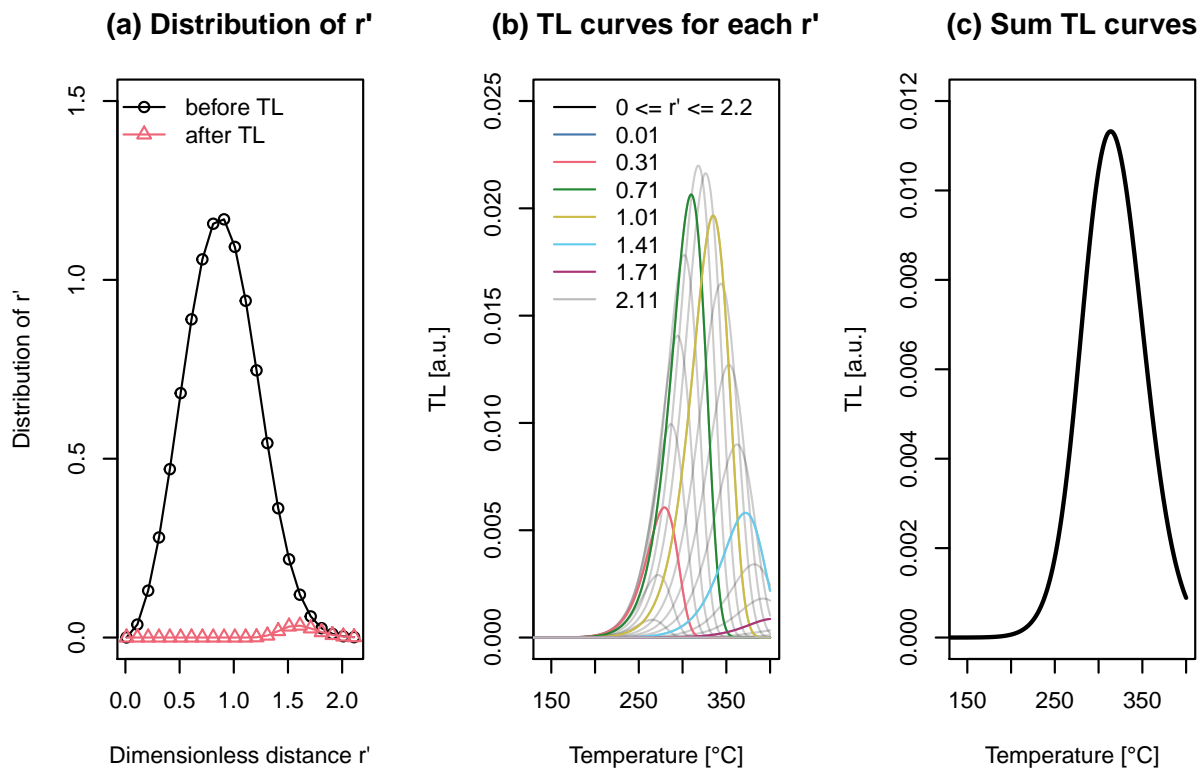 (a) Distribution of r'
Distribution of r'
1.5
1.0
0.5
0.0
before TL
after TL
0.0 0.5 1.0 1.5 2.0
Dimensionless distance r'
(b) TL curves for each r'
TL [a.u.]
0.025
0.020
0.015
0.010
0.005
0.000
0 <= r' <= 2.2
0.01
0.31
0.71
1.01
1.41
1.71
2.11
150 250 350
Temperature [°C]
(c) Sum TL curves
TL [a.u.]
0.012
0.010
0.008
0.006
0.004
0.002
0.000
150 250 350
Temperature [°C]